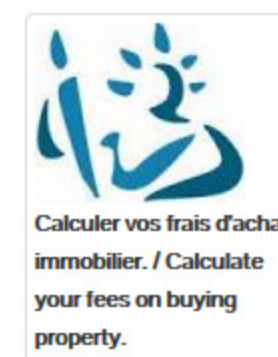 Calculer vos frais d'acha
immobilier. / Calculate
your fees on buying
property.